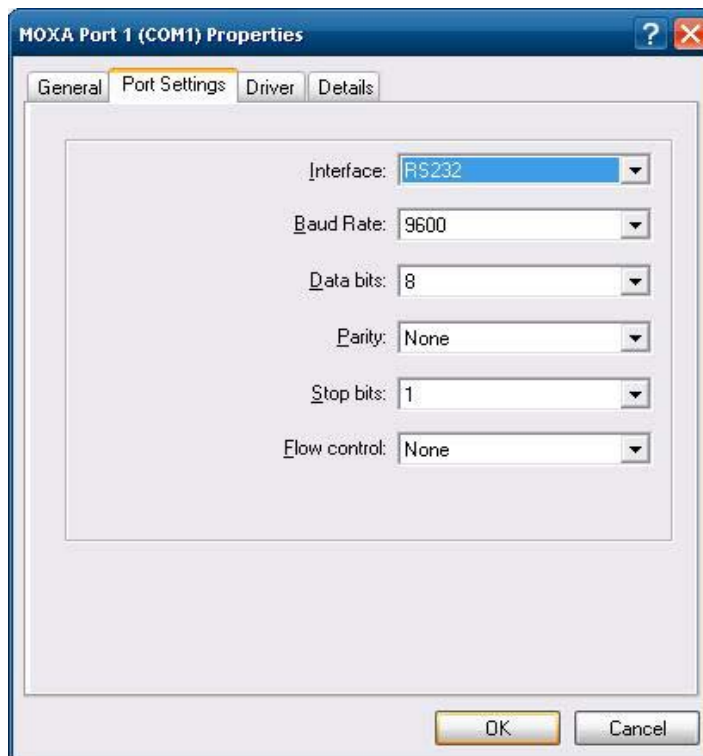 MOXA Port 1 (COM1) Properties
General Port Settings Driver Details
Interface: RS232
Baud Rate: 9600
Data bits: 8
Parity: None
Stop bits: 1
Flow control: None
OK Cancel